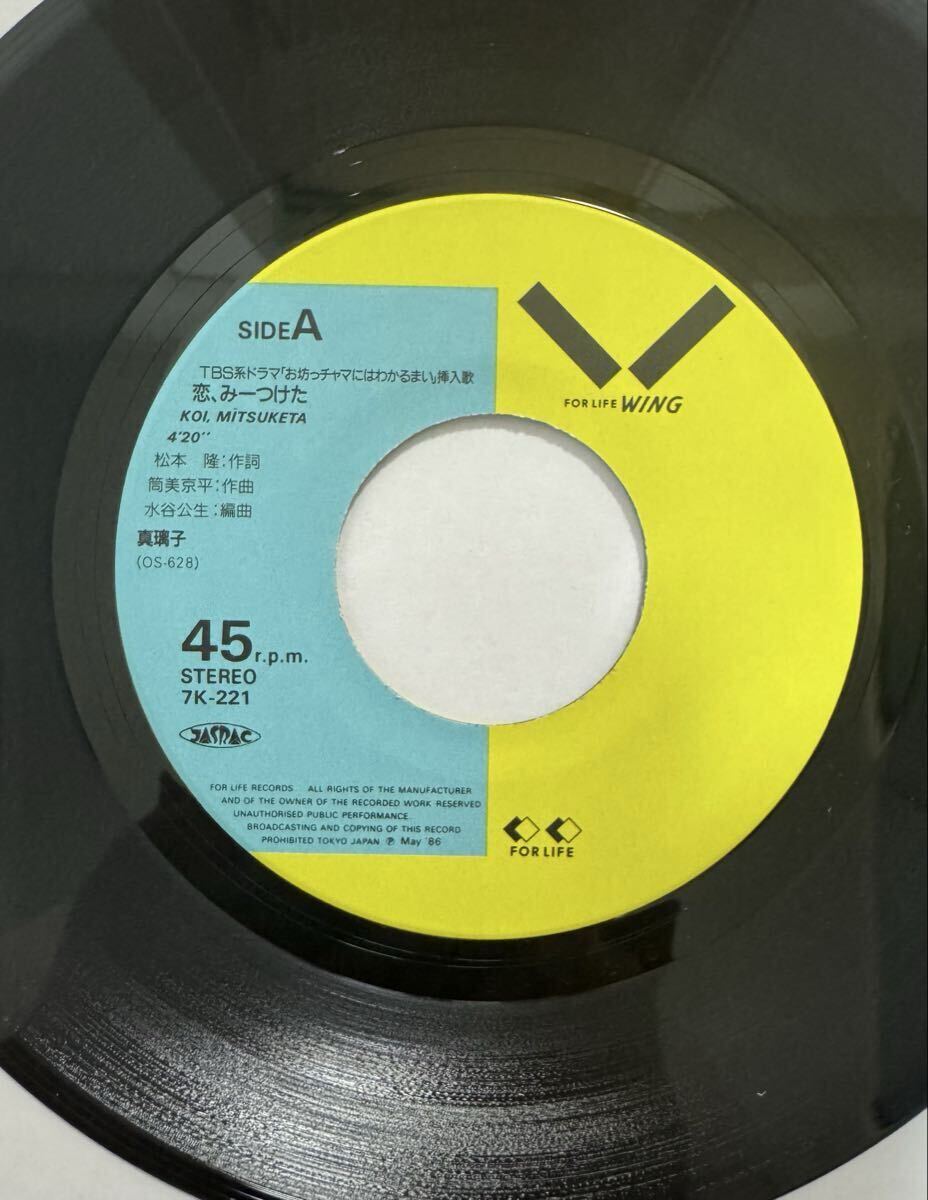 SIDE A
TBS系ドラマ「お坊っチャマにはわかるまい」挿入歌
恋、みーつけた
KOI, MiTSUKETA
4'20''
松本 隆:作詞
筒美京平:作曲
水谷公生:編曲
真璃子
(OS-628)
45 r.p.m.
STEREO
7K-221
JASRAC
FOR LIFE RECORDS. ALL RIGHTS OF THE MANUFACTURER
AND OF THE OWNER OF THE RECORDED WORK RESERVED
UNAUTHORISED PUBLIC PERFORMANCE.
BROADCASTING AND COPYING OF THIS RECORD
PROHIBITED TOKYO JAPAN Ⓟ May '86
FOR LIFE WING
FOR LIFE